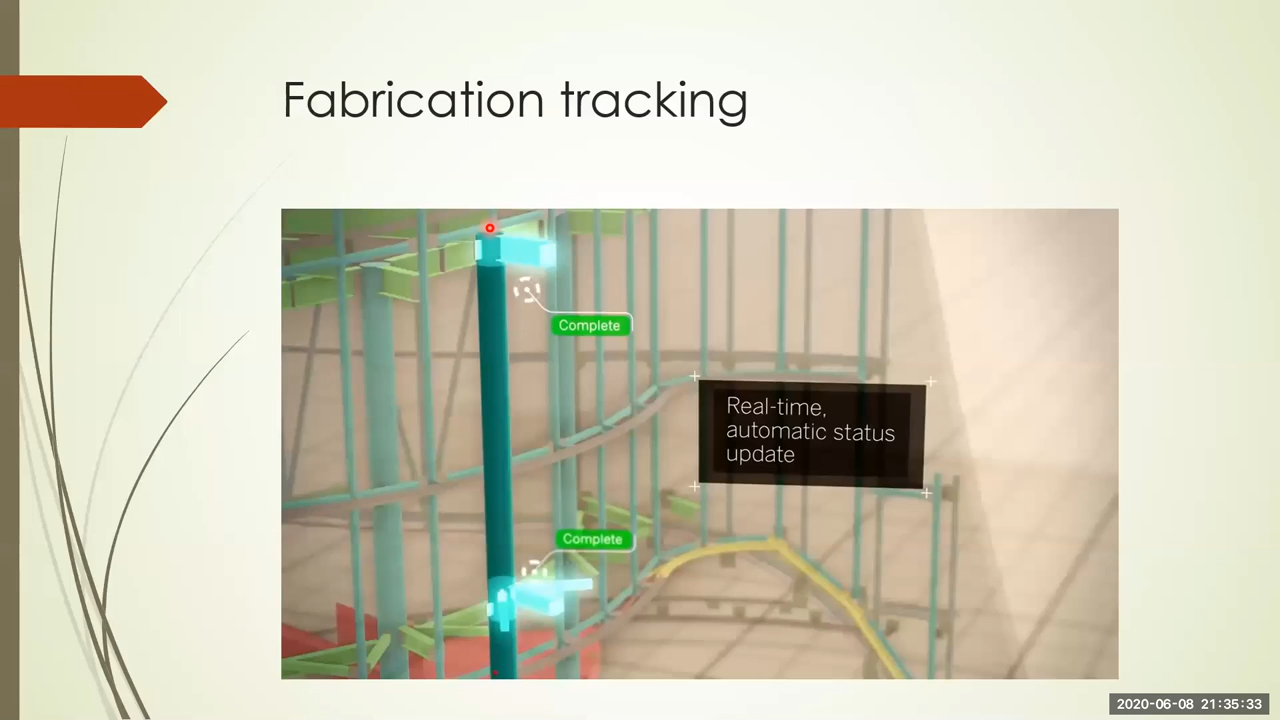 Fabrication tracking
Complete
Real-time,
automatic status
update
Complete
2020-06-08 21:35:33